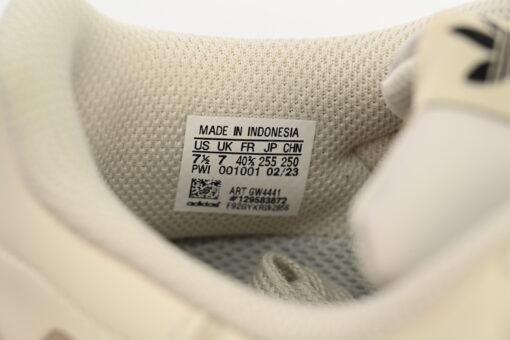 MADE IN INDONESIA
US UK FR JP CHN
7½ 7 40⅔ 255 250
PWI 001001 02/23
ART GW4441
#129583872
adidas